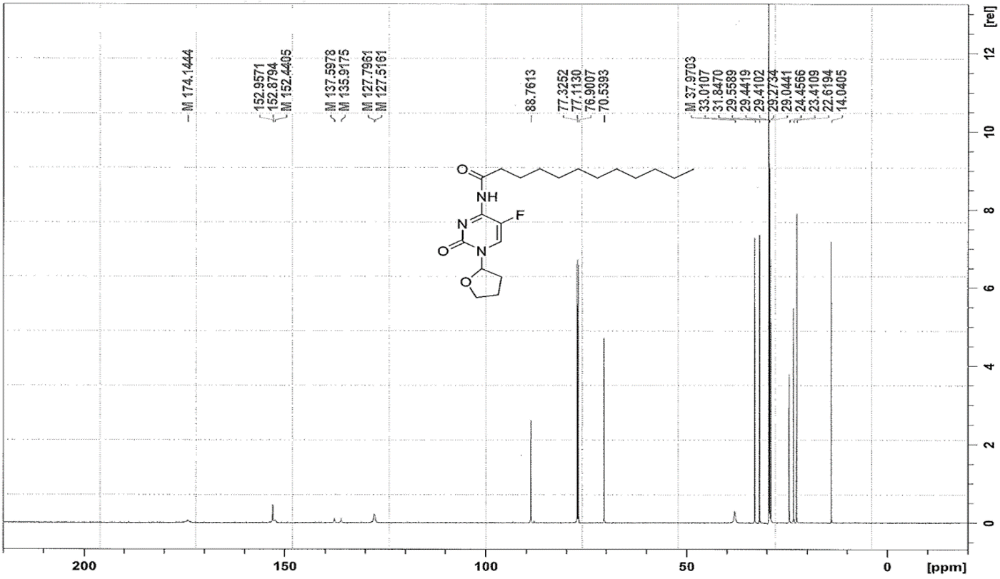 [rel]
12
10
8
6
4
2
0
M 174.1444
152.9571
152.8794
M 152.4405
M 137.5978
M 135.9175
M 127.7961
M 127.5161
88.7613
77.3252
77.1130
76.9007
70.5393
M 37.9703
33.0107
31.8470
29.5589
29.4419
29.4102
29.2734
29.0441
24.4566
23.4109
22.6194
14.0405
O
NH
N
F
O
N
O
200
150
100
50
0
[ppm]